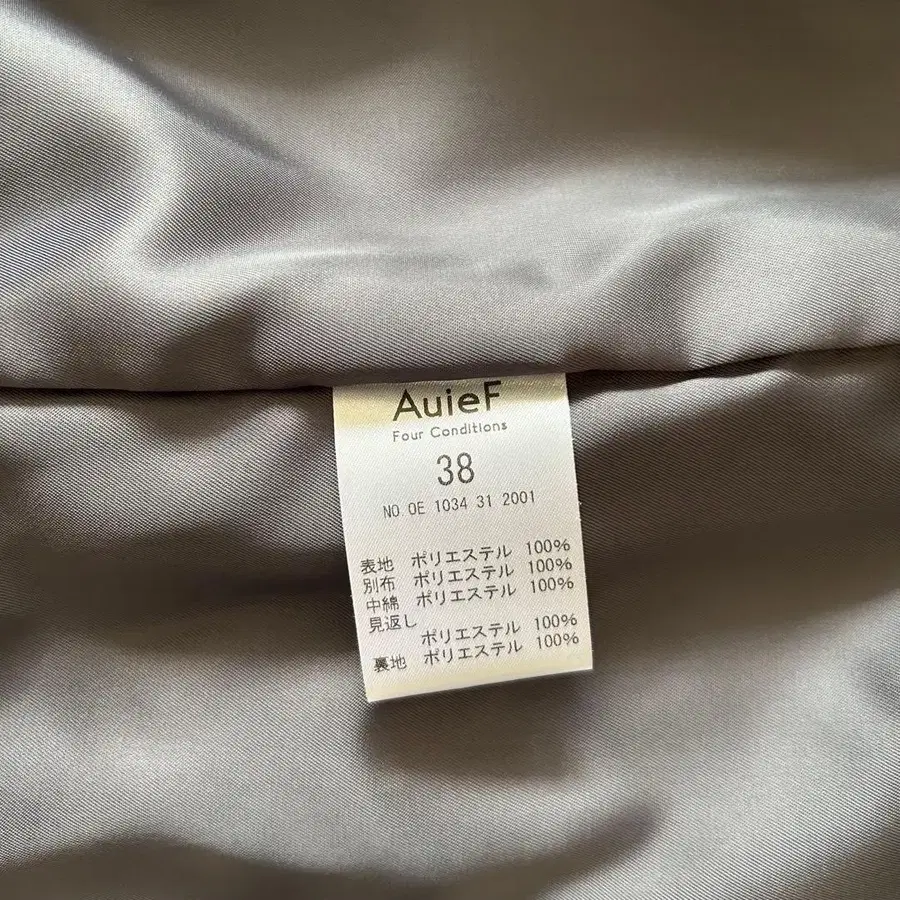 AuieF
Four Conditions
38
NO.OE 1034 31 2001
表地 ポリエステル 100%
別布 ポリエステル 100%
中綿 ポリエステル 100%
見返し
ポリエステル 100%
裏地 ポリエステル 100%